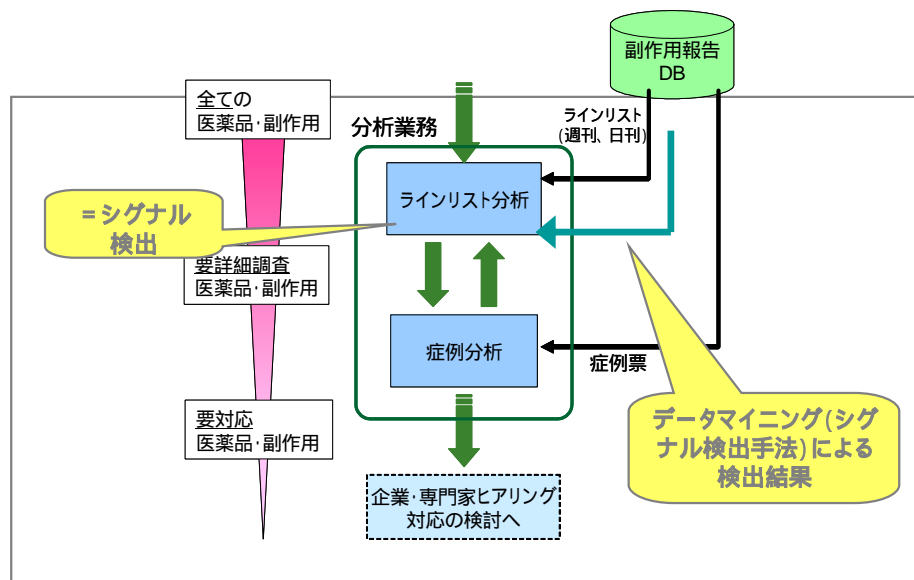 副作用報告
DB
全ての
医薬品・副作用
分析業務
ラインリスト
(週刊、日刊)
ラインリスト分析
=シグナル
検出
要詳細調査
医薬品・副作用
症例分析
症例票
要対応
医薬品・副作用
データマイニング(シグ
ナル検出手法)による
検出結果
企業・専門家ヒアリング
対応の検討へ